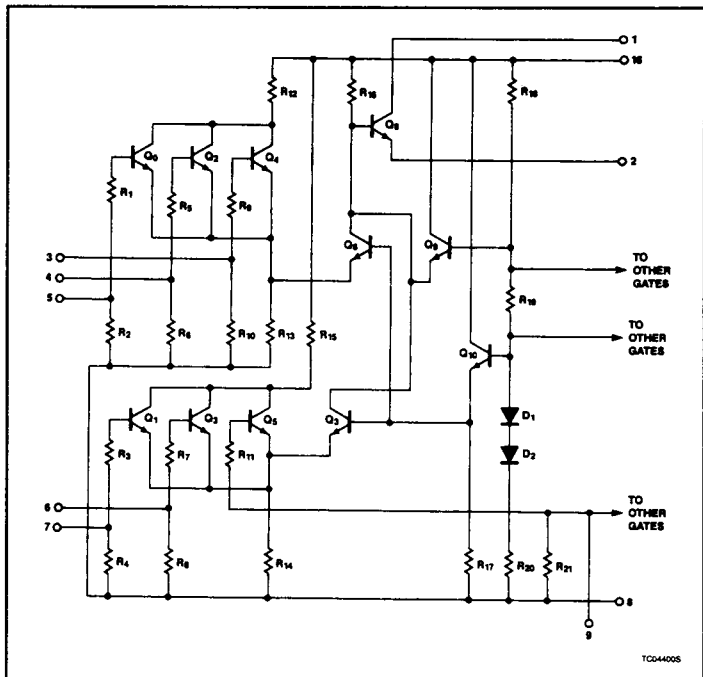 1
16
R12
R16
R18
Q8
2
Q0
Q2
Q4
R1
R5
R9
Q6
Q9
3
4
5
TO
OTHER
GATES
R19
R2
R6
R10
R13
R15
TO
OTHER
GATES
Q10
Q1
Q3
Q5
Q3
D1
R3
R7
R11
D2
6
7
TO
OTHER
GATES
R4
R8
R14
R17
R20
R21
8
9
TC04400S